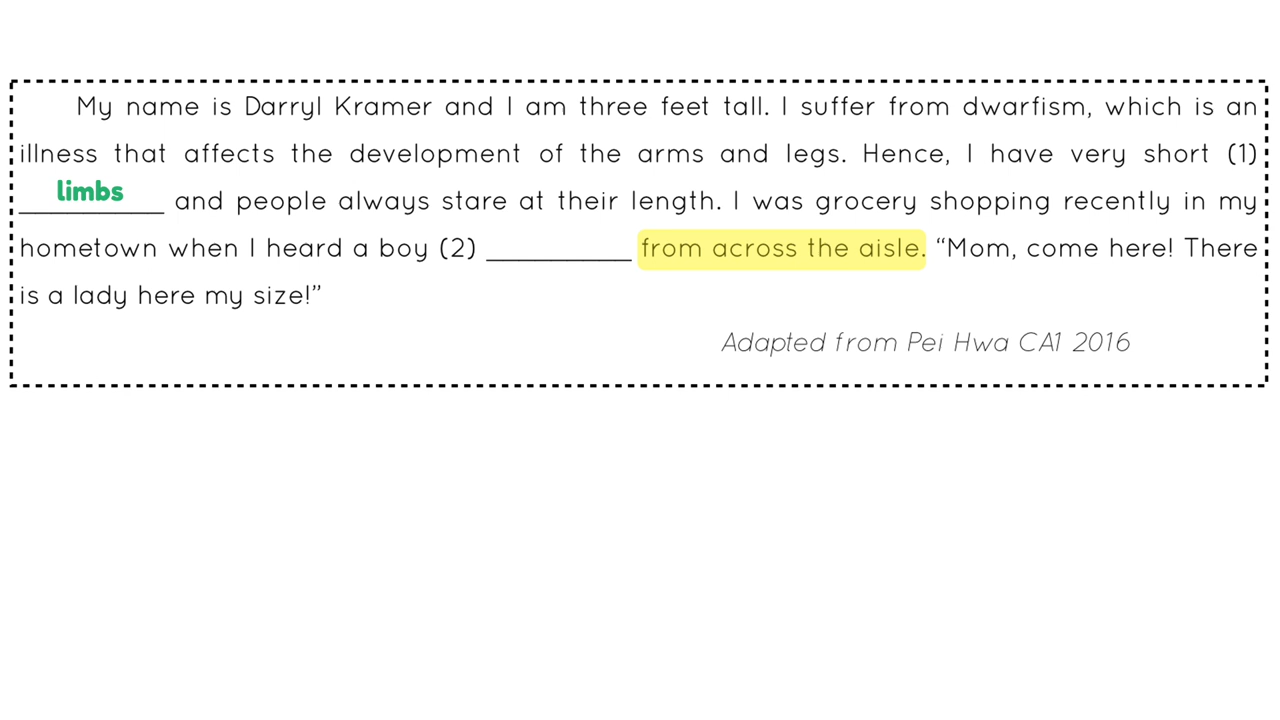 My name is Darryl Kramer and I am three feet tall. I suffer from dwarfism, which is an
illness that affects the development of the arms and legs. Hence, I have very short (1)
limbs and people always stare at their length. I was grocery shopping recently in my
hometown when I heard a boy (2) __________ from across the aisle. “Mom, come here! There
is a lady here my size!”
Adapted from Pei Hwa CA1 2016